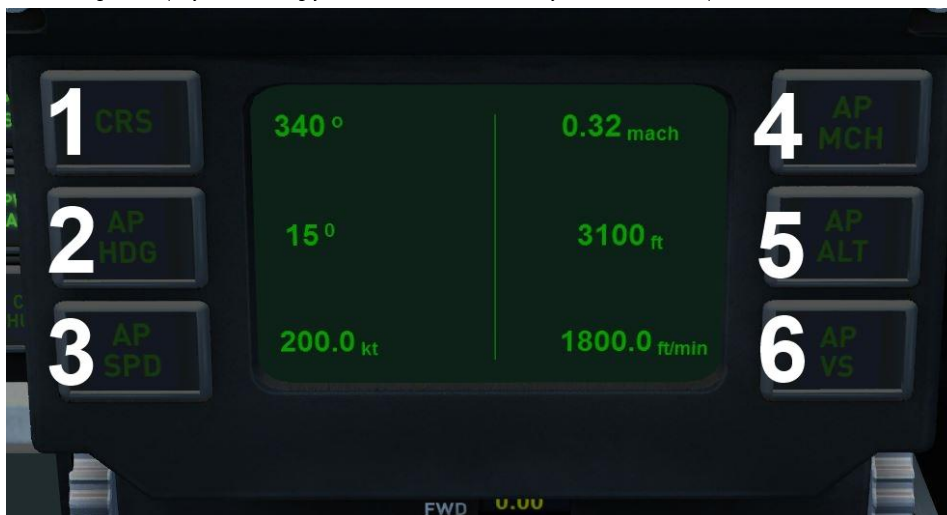 1 CRS
340 °
0.32 mach
4 AP MCH
2 AP HDG
15 º
3100 ft
5 AP ALT
3 AP SPD
200.0 kt
1800.0 ft/min
6 AP VS
FWD 0.00